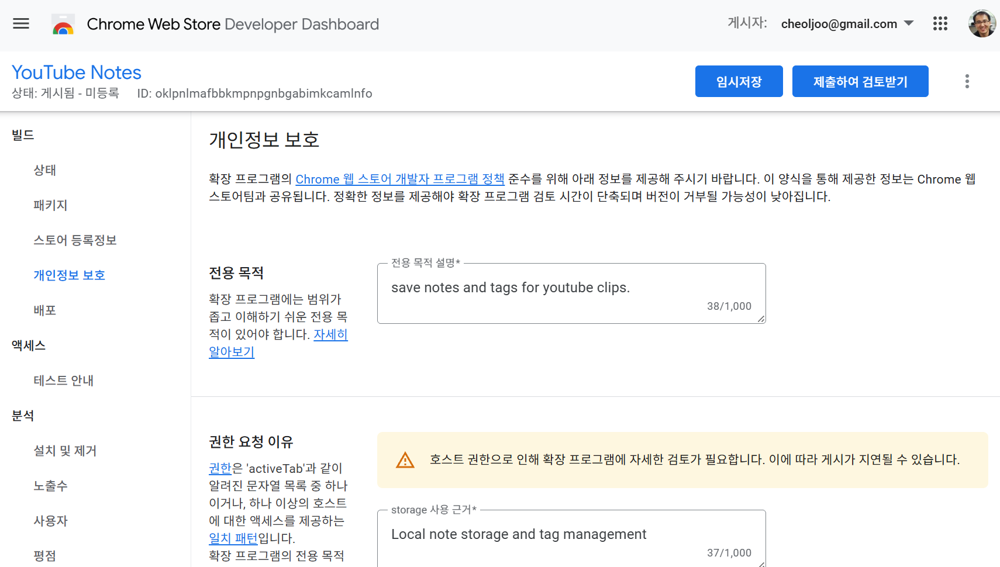 Chrome Web Store Developer Dashboard
게시자: cheoljoo@gmail.com
YouTube Notes
상태: 게시됨 - 미등록 ID: oklpnlmafbbkmpnpgnbgabimkcamlnfo
임시저장
제출하여 검토받기
빌드
상태
패키지
스토어 등록정보
개인정보 보호
배포
액세스
테스트 안내
분석
설치 및 제거
노출수
사용자
평점
개인정보 보호
확장 프로그램의 Chrome 웹 스토어 개발자 프로그램 정책 준수를 위해 아래 정보를 제공해 주시기 바랍니다. 이 양식을 통해 제공한 정보는 Chrome 웹
스토어팀과 공유됩니다. 정확한 정보를 제공해야 확장 프로그램 검토 시간이 단축되며 버전이 거부될 가능성이 낮아집니다.
전용 목적
확장 프로그램에는 범위가
좁고 이해하기 쉬운 전용 목
적이 있어야 합니다. 자세히
알아보기
전용 목적 설명*
save notes and tags for youtube clips.
38/1,000
권한 요청 이유
권한은 'activeTab'과 같이
알려진 문자열 목록 중 하나
이거나, 하나 이상의 호스트
에 대한 액세스를 제공하는
일치 패턴입니다.
확장 프로그램의 전용 목적
호스트 권한으로 인해 확장 프로그램에 자세한 검토가 필요합니다. 이에 따라 게시가 지연될 수 있습니다.
storage 사용 근거*
Local note storage and tag management
37/1,000